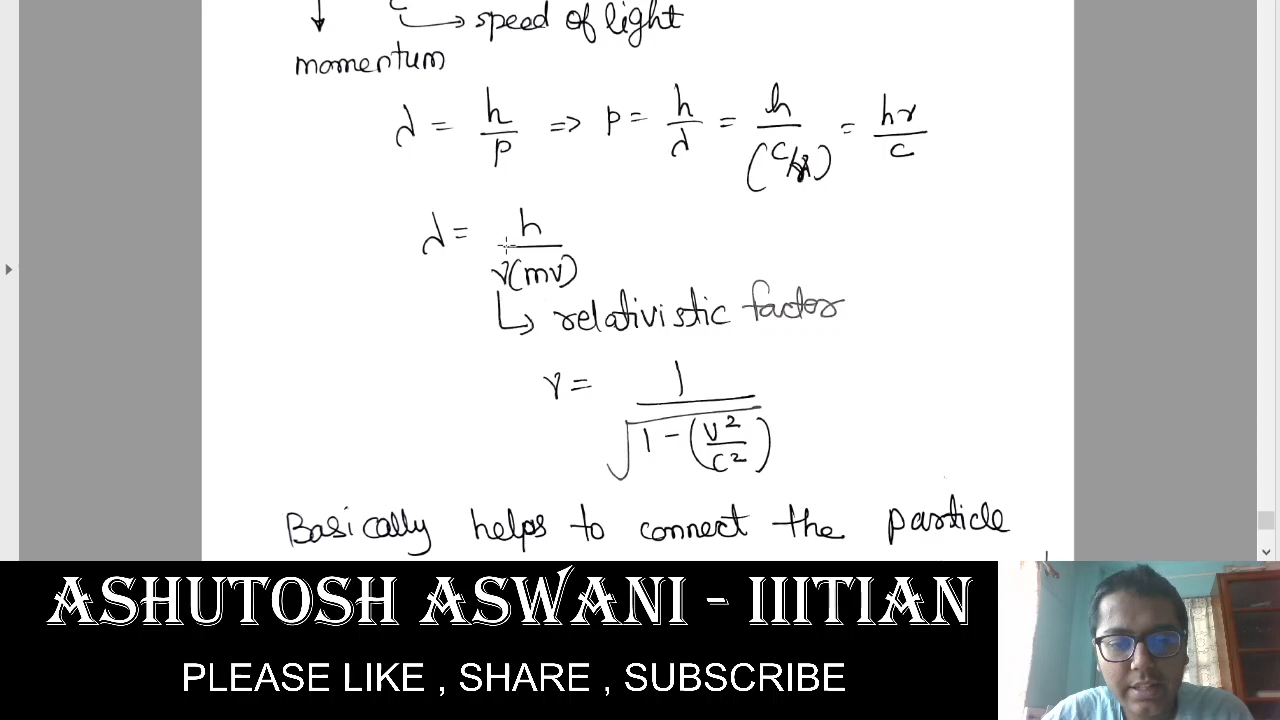 c → speed of light
momentum
λ = h/p => p = h/λ = h/(c/ν) = hν/c
λ = h/γ(mv)
↳ relativistic factor
γ = 1/√(1 - (v²/c²))
Basically helps to connect the particle
ASHUTOSH ASWANI - IIITIAN
PLEASE LIKE , SHARE , SUBSCRIBE